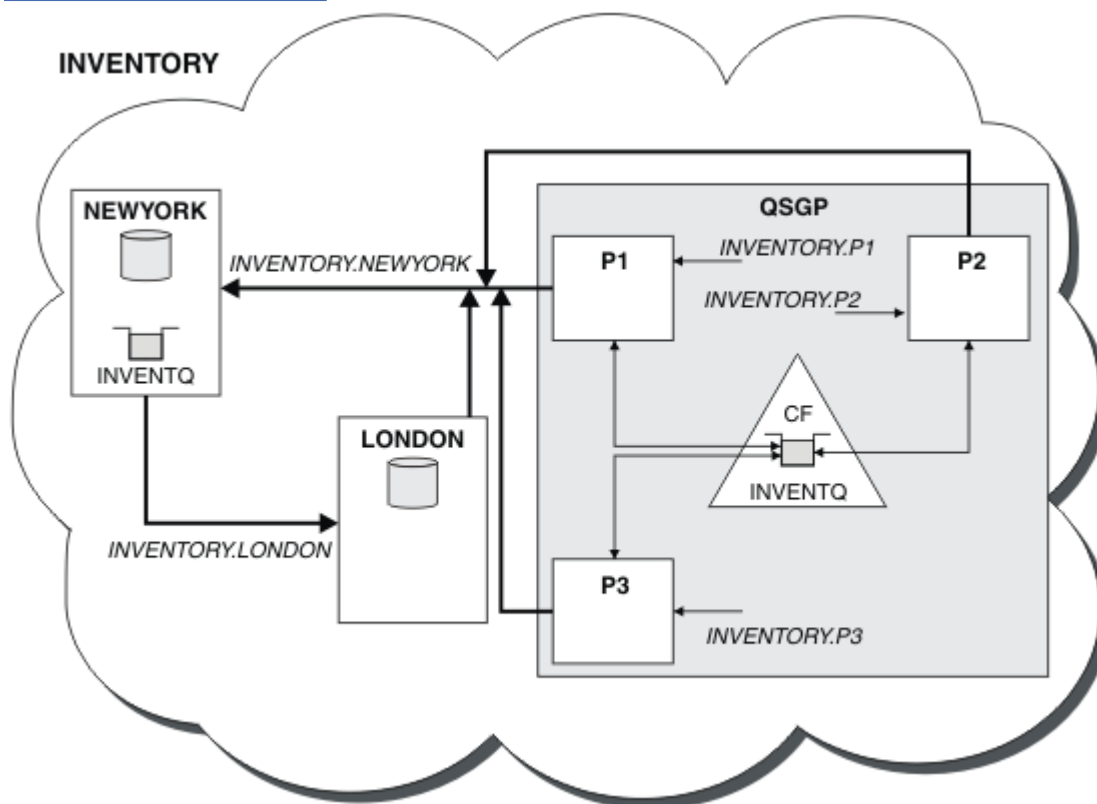 INVENTORY
QSGP
NEWYORK
INVENTORY.NEWYORK
P1
INVENTORY.P1
P2
INVENTORY.P2
INVENTQ
LONDON
CF
INVENTQ
INVENTORY.LONDON
P3
INVENTORY.P3